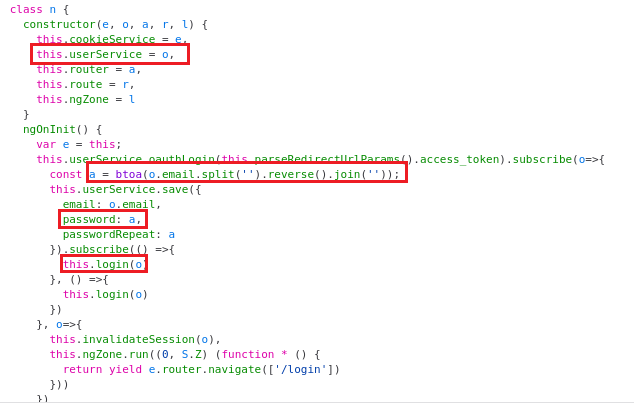 class n {
constructor(e, o, a, r, l) {
this.cookieService = e,
this.userService = o,
this.router = a,
this.route = r,
this.ngZone = l
}
ngOnInit() {
var e = this;
this.userService.oauthLogin(this.parseRedirectUrlParams().access_token).subscribe(o=>{
const a = btoa(o.email.split('').reverse().join(''));
this.userService.save({
email: o.email,
password: a,
passwordRepeat: a
}).subscribe(() =>{
this.login(o)
}, () =>{
this.login(o)
})
}, o=>{
this.invalidateSession(o),
this.ngZone.run((0, S.Z) (function * () {
return yield e.router.navigate(['/login'])
}))
})